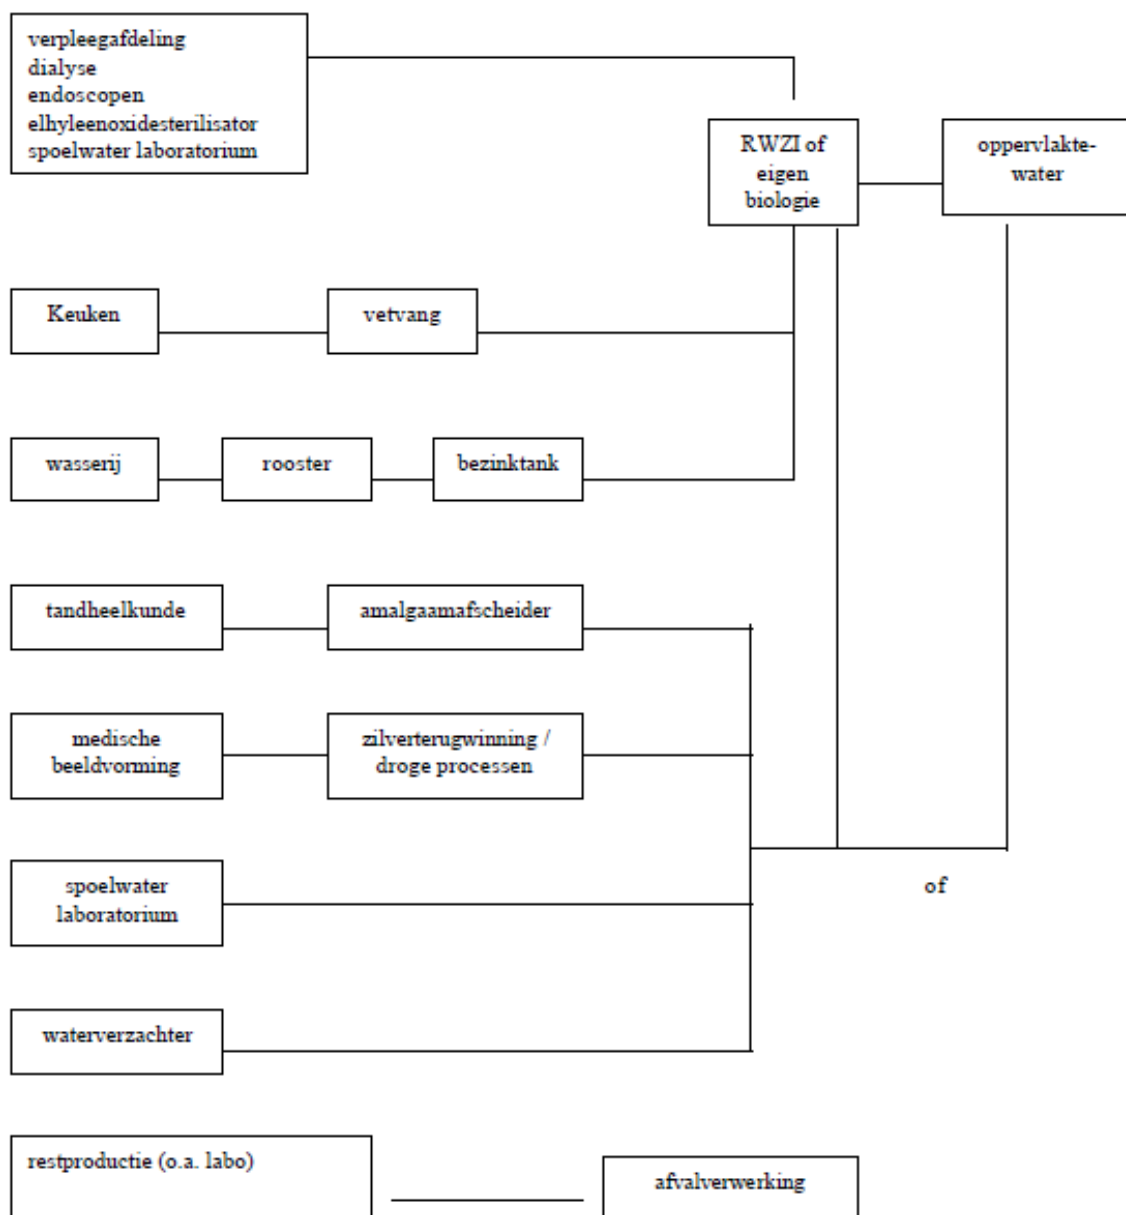 verpleegafdeling
dialyse
endoscopen
elhyleenoxidesterilisator
spoelwater laboratorium
RWZI of
eigen
biologie
oppervlakte-
water
Keuken
vetvang
wasserij
rooster
bezinktank
tandheelkunde
amalgaamafscheider
medische
beeldvorming
zilverterugwinning /
droge processen
spoelwater
laboratorium
of
waterverzachter
restproductie (o.a. labo)
afvalverwerking